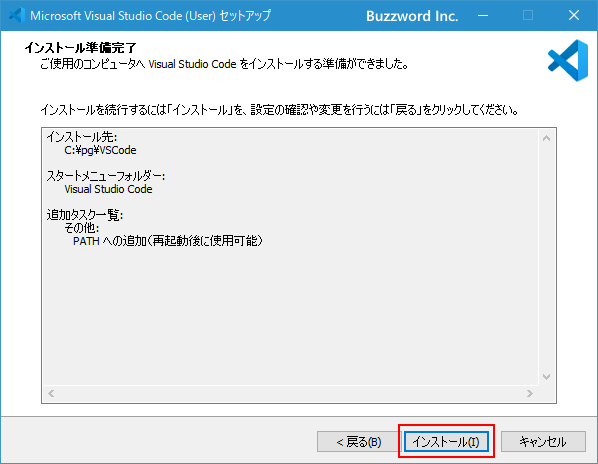 Microsoft Visual Studio Code (User) セットアップ
Buzzword Inc.
インストール準備完了
ご使用のコンピュータへ Visual Studio Code をインストールする準備ができました。
インストールを続行するには「インストール」を、設定の確認や変更を行うには「戻る」をクリックしてください。
インストール先:
C:¥pg¥VSCode
スタートメニューフォルダー:
Visual Studio Code
追加タスク一覧:
その他:
PATH への追加（再起動後に使用可能）
< 戻る(B)
インストール(I)
キャンセル